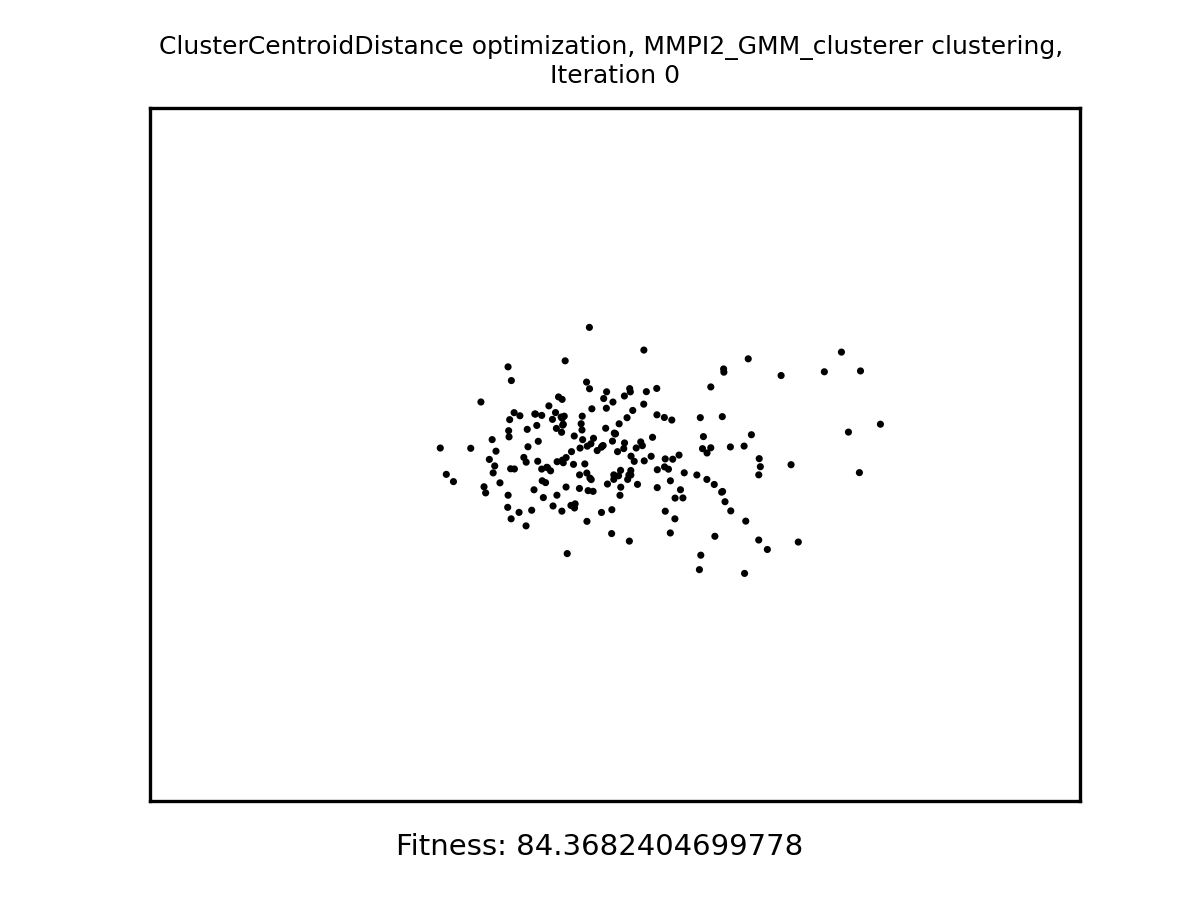 ClusterCentroidDistance optimization, MMPI2_GMM_clusterer clustering,
Iteration 0
Fitness: 84.3682404699778